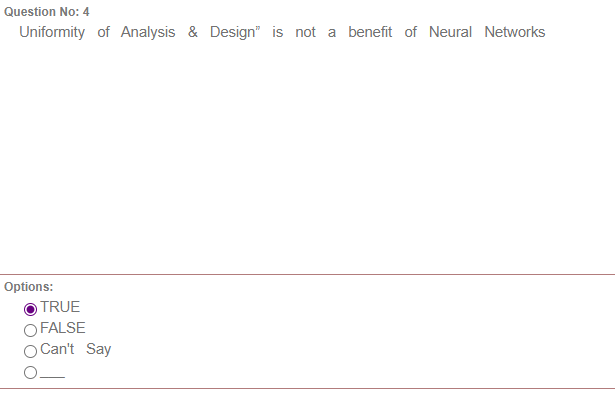 Question No: 4
Uniformity of Analysis & Design” is not a benefit of Neural Networks
Options:
TRUE
FALSE
Can't Say
___